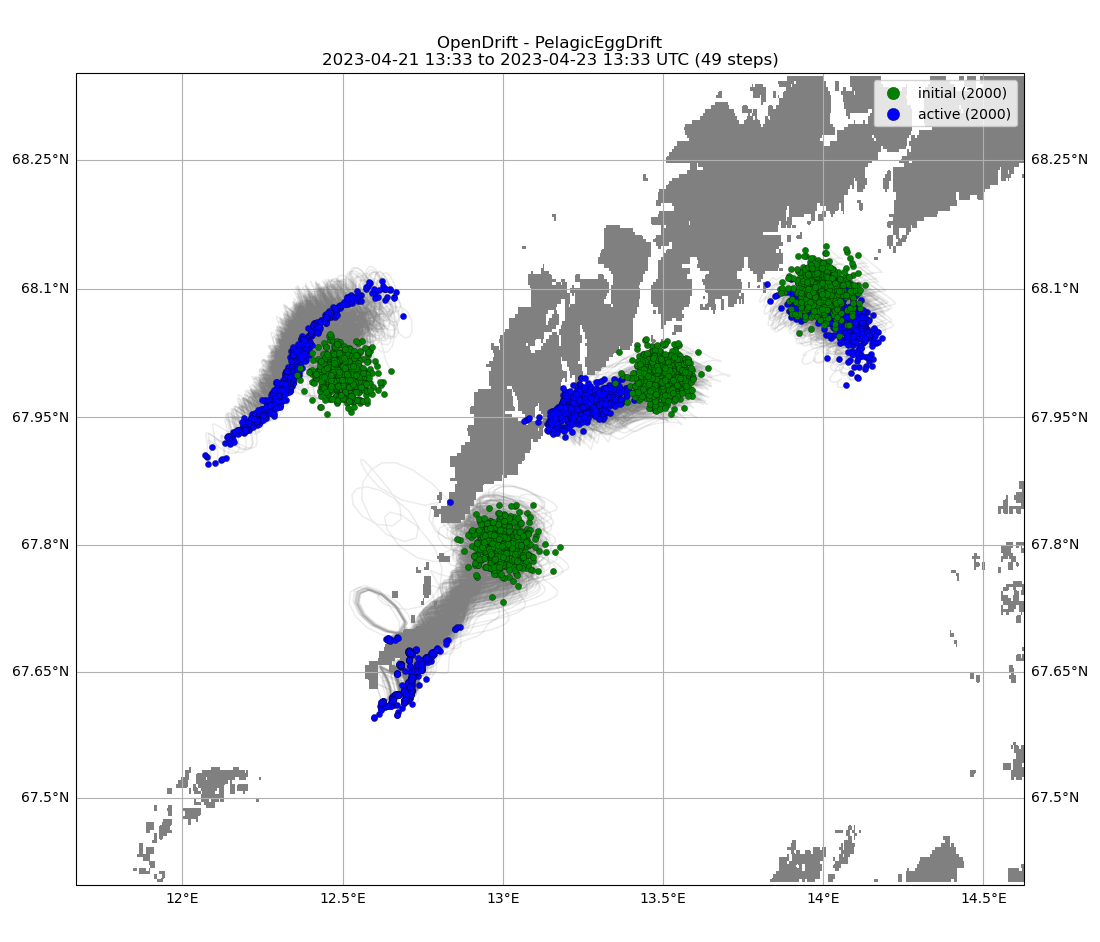 OpenDrift - PelagicEggDrift
2023-04-21 13:33 to 2023-04-23 13:33 UTC (49 steps)
initial (2000)
active (2000)
68.25°N
68.25°N
68.1°N
68.1°N
67.95°N
67.95°N
67.8°N
67.8°N
67.65°N
67.65°N
67.5°N
67.5°N
12°E
12.5°E
13°E
13.5°E
14°E
14.5°E